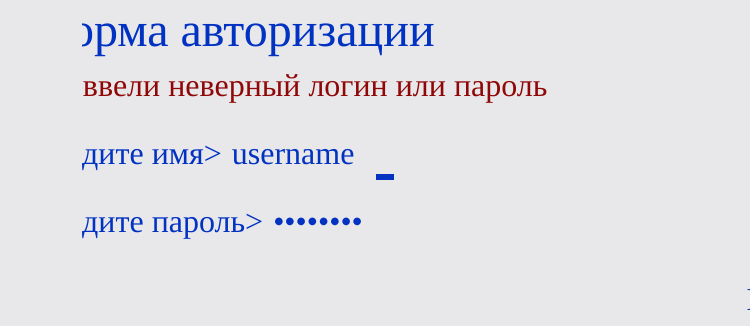 орма авторизации
ввели неверный логин или пароль
дите имя> username
дите пароль> ••••••••